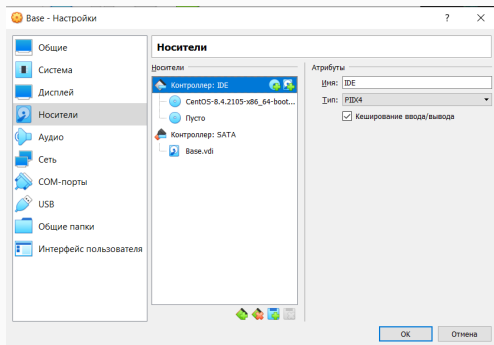 Base - Настройки
?
Общие
Система
Дисплей
Носители
Аудио
Сеть
COM-порты
USB
Общие папки
Интерфейс пользователя
Носители
Носители
Контроллер: IDE
CentOS-8.4.2105-x86_64-boot...
Пусто
Контроллер: SATA
Base.vdi
Атрибуты
Имя: IDE
Тип: PIIX4
Кеширование ввода/вывода
OK Отмена